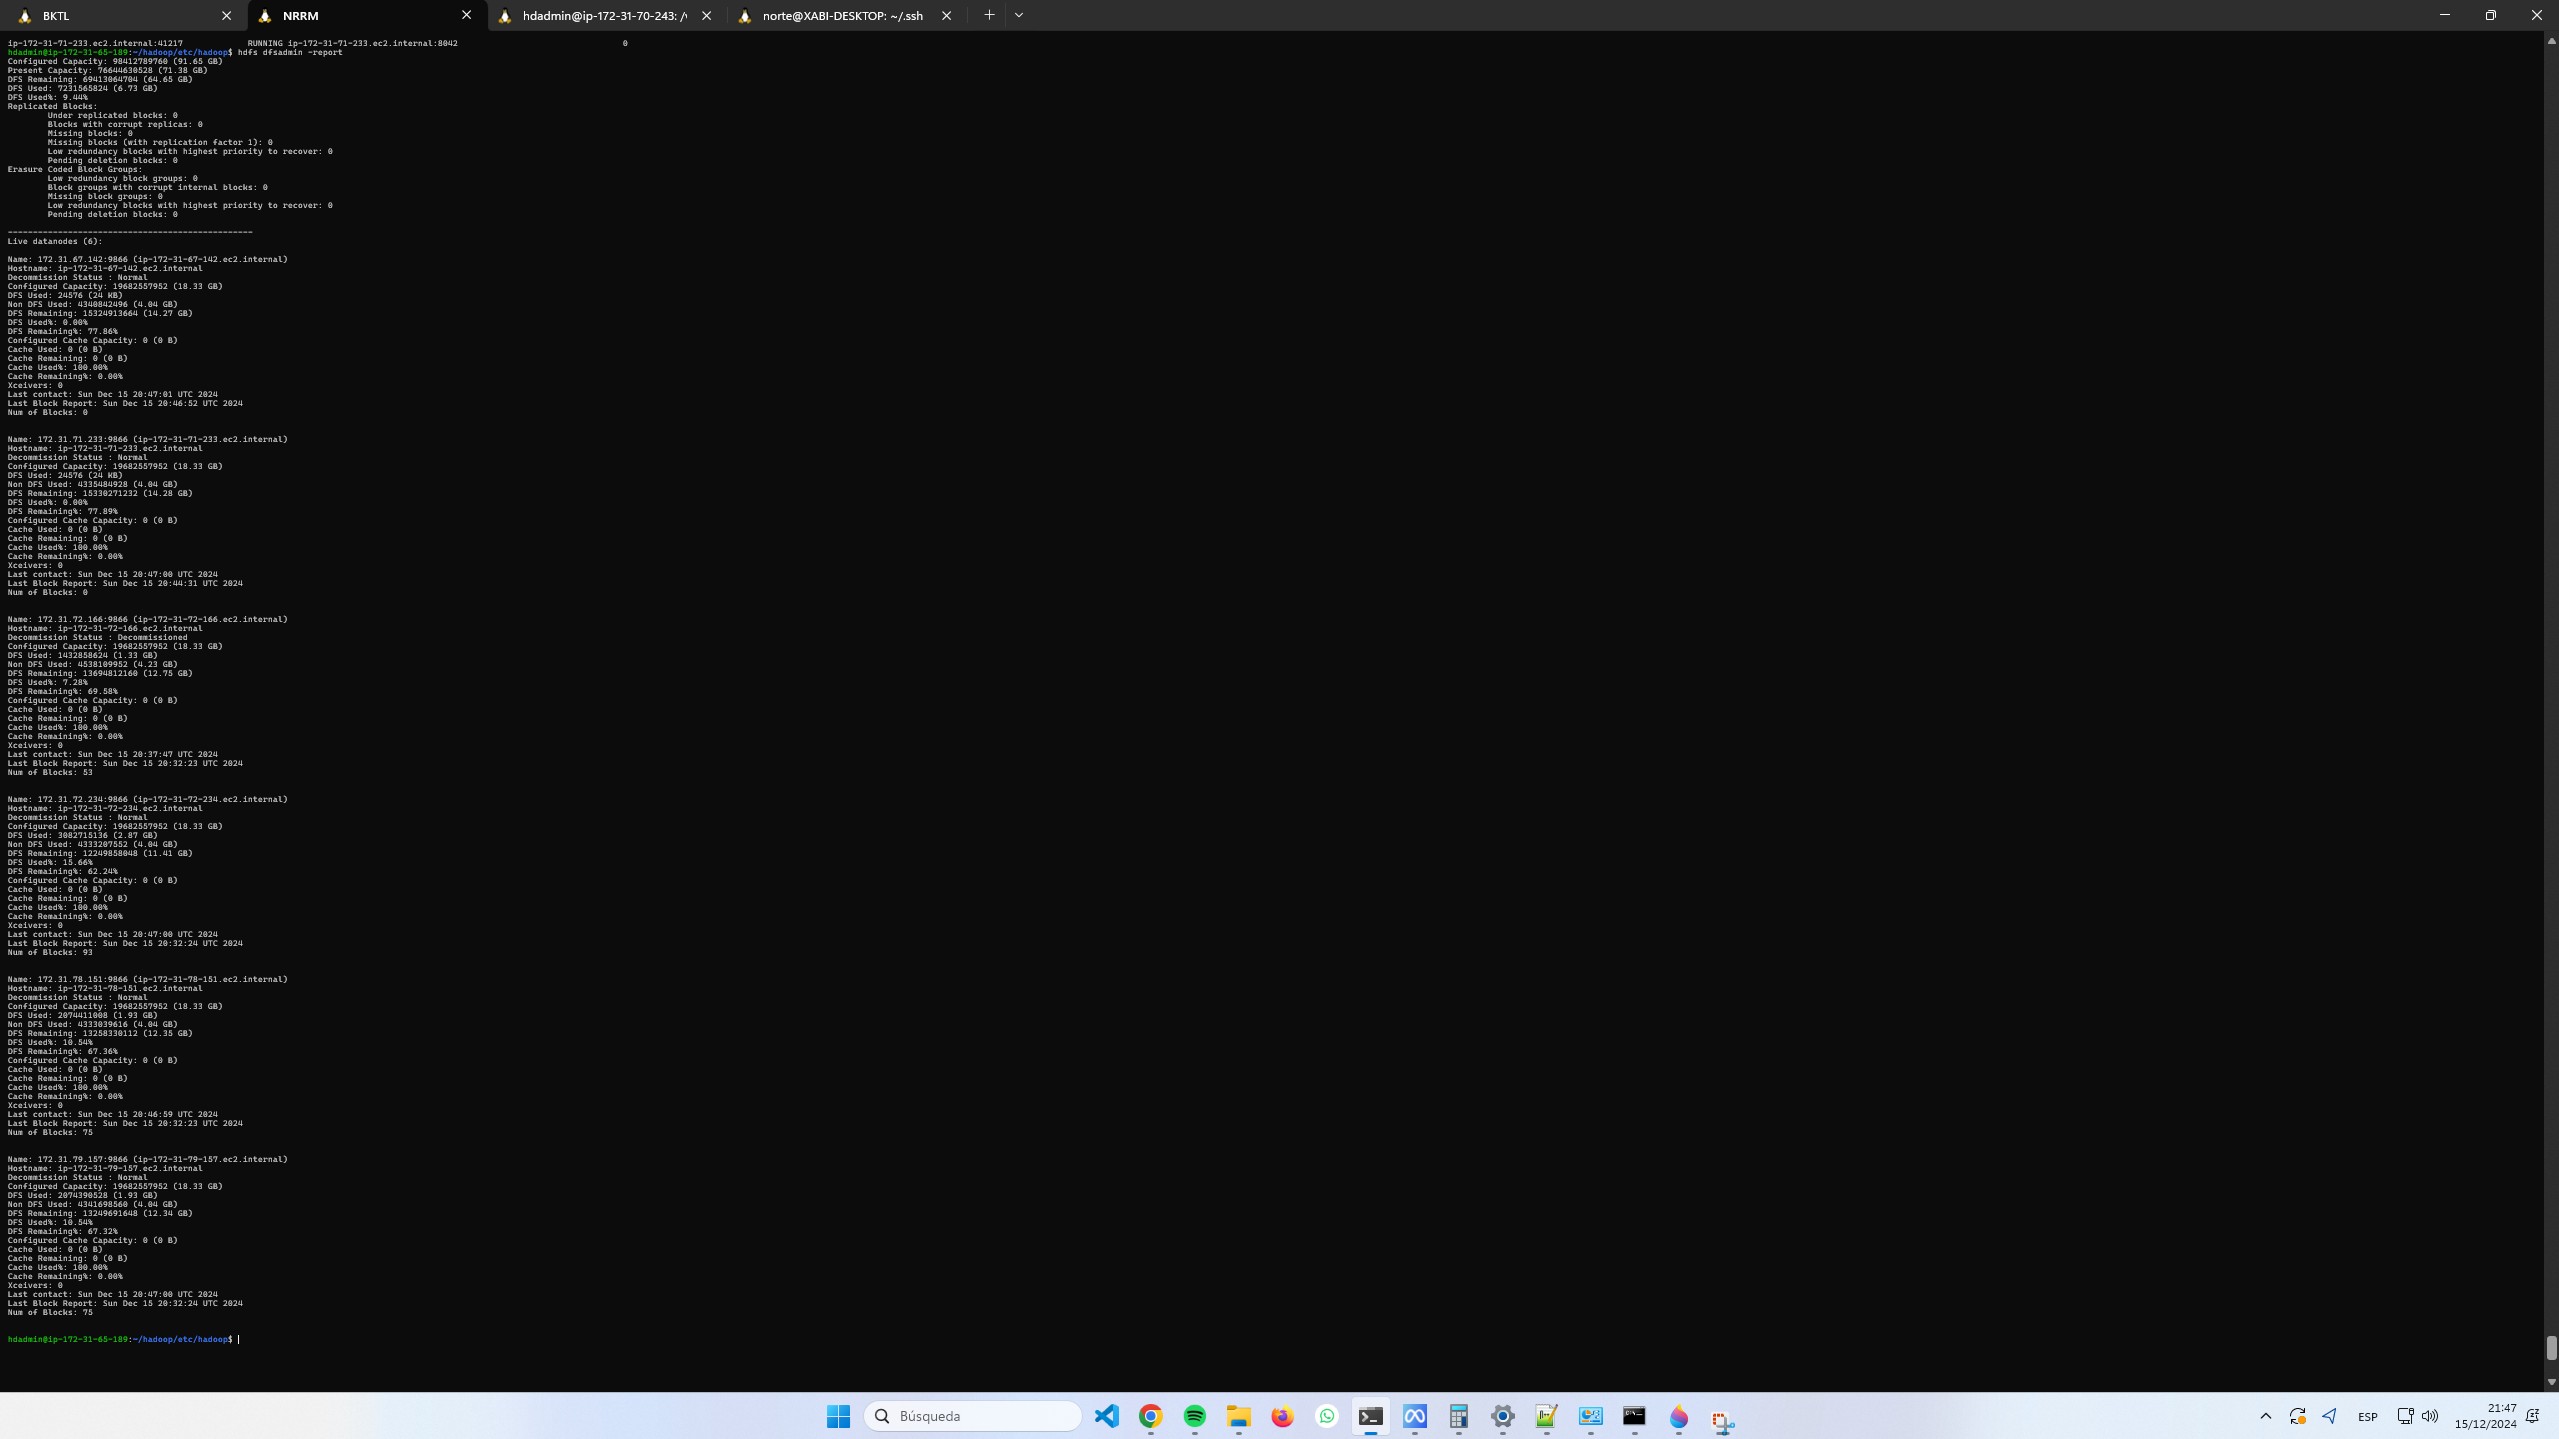 BKTL
NRRM
hdadmin@ip-172-31-70-243: /
norte@XABI-DESKTOP: ~/.ssh
ip-172-31-71-233.ec2.internal:41217 RUNNING ip-172-31-71-233.ec2.internal:8042 0
hdadmin@ip-172-31-65-189:~/hadoop/etc/hadoop$ hdfs dfsadmin -report
Configured Capacity: 98412789760 (91.65 GB)
Present Capacity: 76644630528 (71.38 GB)
DFS Remaining: 69413064704 (64.65 GB)
DFS Used: 7231565824 (6.73 GB)
DFS Used%: 9.44%
Replicated Blocks:
Under replicated blocks: 0
Blocks with corrupt replicas: 0
Missing blocks: 0
Missing blocks (with replication factor 1): 0
Low redundancy blocks with highest priority to recover: 0
Pending deletion blocks: 0
Erasure Coded Block Groups:
Low redundancy block groups: 0
Block groups with corrupt internal blocks: 0
Missing block groups: 0
Low redundancy blocks with highest priority to recover: 0
Pending deletion blocks: 0
-------------------------------------------------
Live datanodes (6):
Name: 172.31.67.142:9866 (ip-172-31-67-142.ec2.internal)
Hostname: ip-172-31-67-142.ec2.internal
Decommission Status : Normal
Configured Capacity: 19682557952 (18.33 GB)
DFS Used: 24576 (24 KB)
Non DFS Used: 4340842496 (4.04 GB)
DFS Remaining: 15324913664 (14.27 GB)
DFS Used%: 0.00%
DFS Remaining%: 77.86%
Configured Cache Capacity: 0 (0 B)
Cache Used: 0 (0 B)
Cache Remaining: 0 (0 B)
Cache Used%: 100.00%
Cache Remaining%: 0.00%
Xceivers: 0
Last contact: Sun Dec 15 20:47:01 UTC 2024
Last Block Report: Sun Dec 15 20:46:52 UTC 2024
Num of Blocks: 0
Name: 172.31.71.233:9866 (ip-172-31-71-233.ec2.internal)
Hostname: ip-172-31-71-233.ec2.internal
Decommission Status : Normal
Configured Capacity: 19682557952 (18.33 GB)
DFS Used: 24576 (24 KB)
Non DFS Used: 4335484928 (4.04 GB)
DFS Remaining: 15330271232 (14.28 GB)
DFS Used%: 0.00%
DFS Remaining%: 77.89%
Configured Cache Capacity: 0 (0 B)
Cache Used: 0 (0 B)
Cache Remaining: 0 (0 B)
Cache Used%: 100.00%
Cache Remaining%: 0.00%
Xceivers: 0
Last contact: Sun Dec 15 20:47:00 UTC 2024
Last Block Report: Sun Dec 15 20:44:31 UTC 2024
Num of Blocks: 0
Name: 172.31.72.166:9866 (ip-172-31-72-166.ec2.internal)
Hostname: ip-172-31-72-166.ec2.internal
Decommission Status : Decommissioned
Configured Capacity: 19682557952 (18.33 GB)
DFS Used: 1432858624 (1.33 GB)
Non DFS Used: 4538109952 (4.23 GB)
DFS Remaining: 13694812160 (12.75 GB)
DFS Used%: 7.28%
DFS Remaining%: 69.58%
Configured Cache Capacity: 0 (0 B)
Cache Used: 0 (0 B)
Cache Remaining: 0 (0 B)
Cache Used%: 100.00%
Cache Remaining%: 0.00%
Xceivers: 0
Last contact: Sun Dec 15 20:37:47 UTC 2024
Last Block Report: Sun Dec 15 20:32:23 UTC 2024
Num of Blocks: 53
Name: 172.31.72.234:9866 (ip-172-31-72-234.ec2.internal)
Hostname: ip-172-31-72-234.ec2.internal
Decommission Status : Normal
Configured Capacity: 19682557952 (18.33 GB)
DFS Used: 3082715136 (2.87 GB)
Non DFS Used: 4333207552 (4.04 GB)
DFS Remaining: 12249858048 (11.41 GB)
DFS Used%: 15.66%
DFS Remaining%: 62.24%
Configured Cache Capacity: 0 (0 B)
Cache Used: 0 (0 B)
Cache Remaining: 0 (0 B)
Cache Used%: 100.00%
Cache Remaining%: 0.00%
Xceivers: 0
Last contact: Sun Dec 15 20:47:00 UTC 2024
Last Block Report: Sun Dec 15 20:32:24 UTC 2024
Num of Blocks: 93
Name: 172.31.78.151:9866 (ip-172-31-78-151.ec2.internal)
Hostname: ip-172-31-78-151.ec2.internal
Decommission Status : Normal
Configured Capacity: 19682557952 (18.33 GB)
DFS Used: 2074411008 (1.93 GB)
Non DFS Used: 4333039616 (4.04 GB)
DFS Remaining: 13258330112 (12.35 GB)
DFS Used%: 10.54%
DFS Remaining%: 67.36%
Configured Cache Capacity: 0 (0 B)
Cache Used: 0 (0 B)
Cache Remaining: 0 (0 B)
Cache Used%: 100.00%
Cache Remaining%: 0.00%
Xceivers: 0
Last contact: Sun Dec 15 20:46:59 UTC 2024
Last Block Report: Sun Dec 15 20:32:23 UTC 2024
Num of Blocks: 75
Name: 172.31.79.157:9866 (ip-172-31-79-157.ec2.internal)
Hostname: ip-172-31-79-157.ec2.internal
Decommission Status : Normal
Configured Capacity: 19682557952 (18.33 GB)
DFS Used: 2074390528 (1.93 GB)
Non DFS Used: 4341698560 (4.04 GB)
DFS Remaining: 13249691648 (12.34 GB)
DFS Used%: 10.54%
DFS Remaining%: 67.32%
Configured Cache Capacity: 0 (0 B)
Cache Used: 0 (0 B)
Cache Remaining: 0 (0 B)
Cache Used%: 100.00%
Cache Remaining%: 0.00%
Xceivers: 0
Last contact: Sun Dec 15 20:47:00 UTC 2024
Last Block Report: Sun Dec 15 20:32:24 UTC 2024
Num of Blocks: 75
hdadmin@ip-172-31-65-189:~/hadoop/etc/hadoop$
Búsqueda
ESP
21:47
15/12/2024